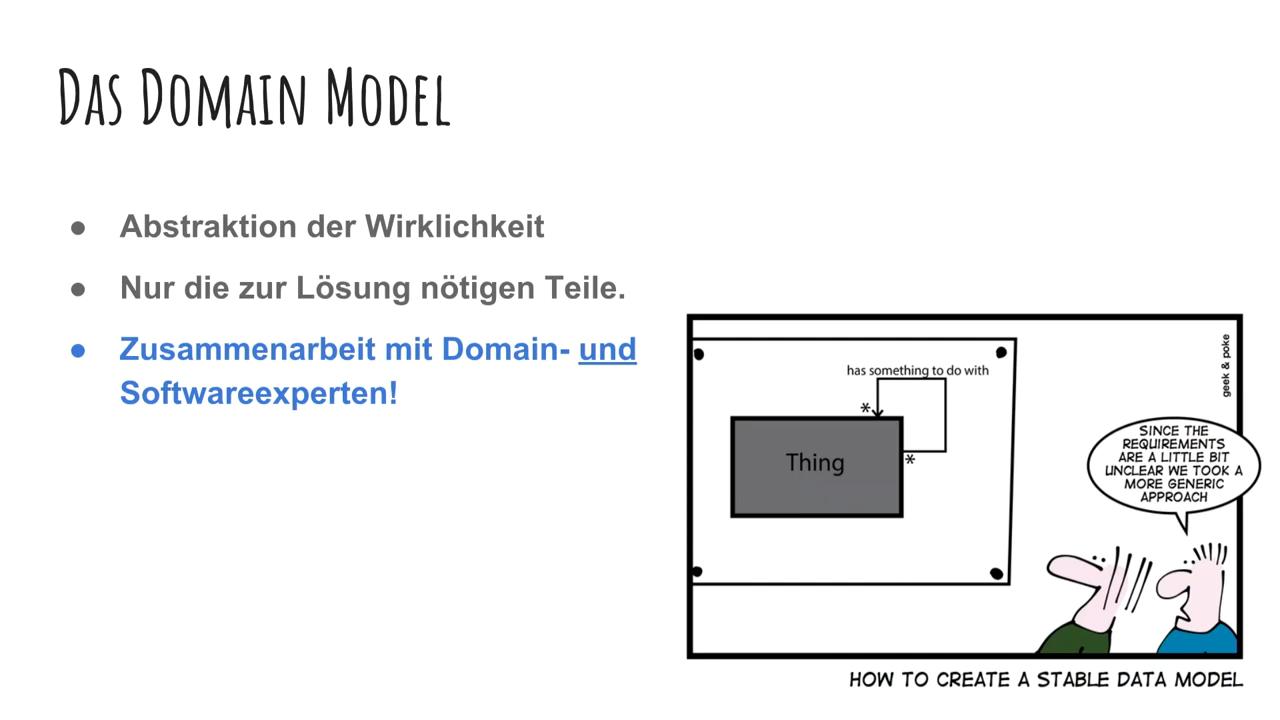 DAS DOMAIN MODEL
● Abstraktion der Wirklichkeit
● Nur die zur Lösung nötigen Teile.
● Zusammenarbeit mit Domain- und
Softwareexperten!
geek & poke
has something to do with
*
Thing
*
SINCE THE
REQUIREMENTS
ARE A LITTLE BIT
UNCLEAR WE TOOK A
MORE GENERIC
APPROACH
HOW TO CREATE A STABLE DATA MODEL